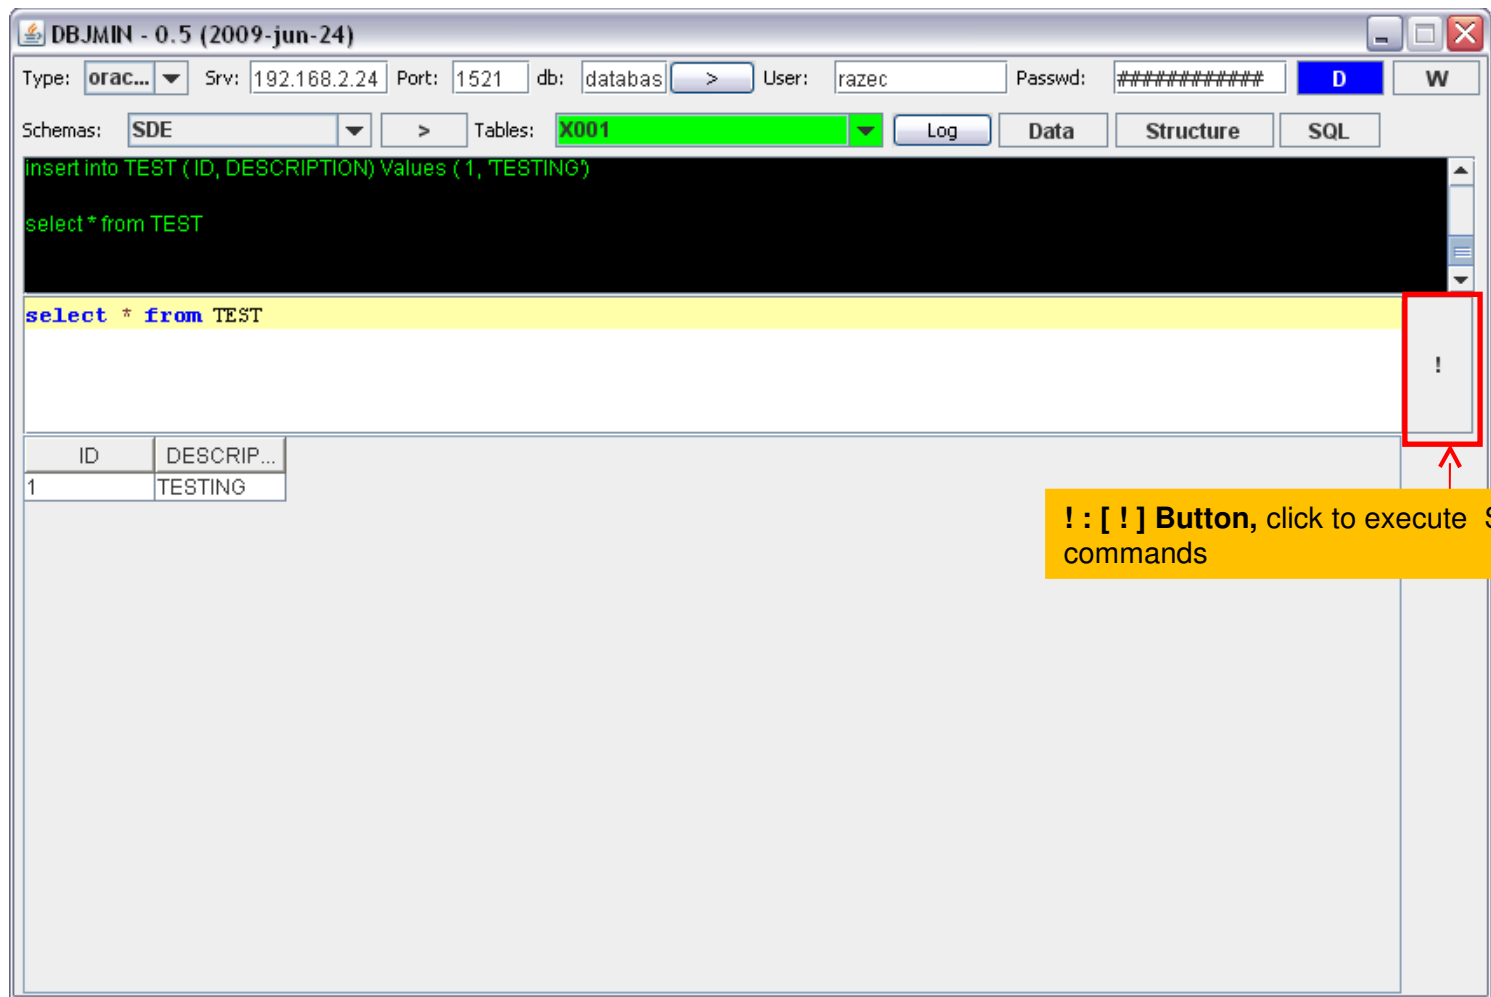 DBJMIN - 0.5 (2009-jun-24)
Type: orac... Srv: 192.168.2.24 Port: 1521 db: databas > User: razec Passwd: ############ D W
Schemas: SDE > Tables: X001 Log Data Structure SQL
insert into TEST ( ID, DESCRIPTION) Values ( 1, 'TESTING')
select * from TEST
select * from TEST
!
ID DESCRIP...
1 TESTING
! : [ ! ] Button, click to execute
commands